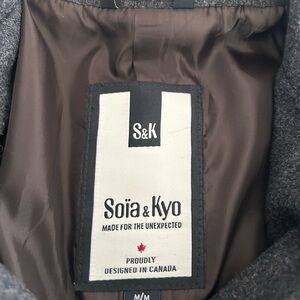 S&K
Soïa & Kyo
MADE FOR THE UNEXPECTED
PROUDLY
DESIGNED IN CANADA
M/M